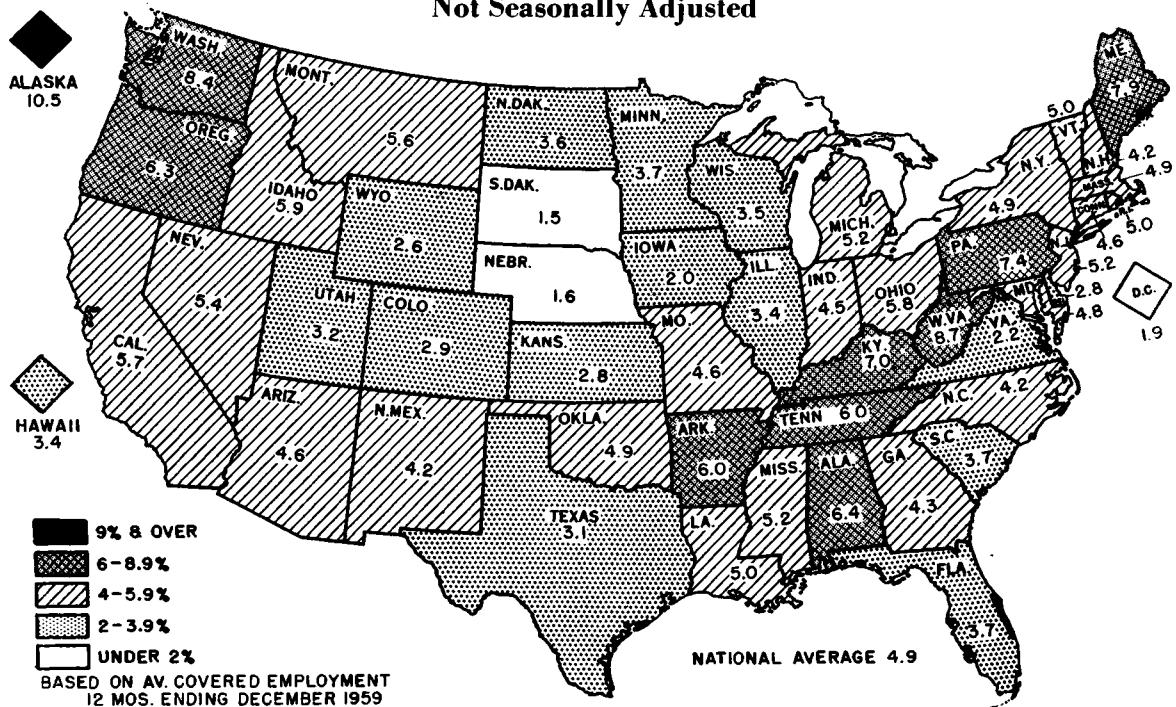 Not Seasonally Adjusted
ALASKA
10.5
WASH.
8.4
OREG.
6.3
MONT.
5.6
IDAHO
5.9
N.DAK.
3.6
MINN.
3.7
S.DAK.
1.5
WYO.
2.6
WIS.
3.5
MICH.
5.2
5.0
VT.
N.H.
4.2
ME.
7.9
N.Y.
4.9
MASS.
4.9
CONN.
5.0
4.6
NEV.
5.4
UTAH
3.2
COLO.
2.9
NEBR.
1.6
IOWA
2.0
ILL.
3.4
IND.
4.5
OHIO
5.8
PA.
7.4
N.J.
5.2
MD.
2.8
4.8
D.C.
1.9
W.VA
8.7
VA.
2.2
CAL.
5.7
KANS.
2.8
MO.
4.6
KY.
7.0
HAWAII
3.4
ARIZ.
4.6
N.MEX.
4.2
OKLA.
4.9
ARK.
6.0
TENN 6.0
N.C.
4.2
S.C.
3.7
TEXAS
3.1
LA.
5.0
MISS.
5.2
ALA.
6.4
GA.
4.3
FLA.
3.7
9% & OVER
6-8.9%
4-5.9%
2-3.9%
UNDER 2%
NATIONAL AVERAGE 4.9
BASED ON AV. COVERED EMPLOYMENT
12 MOS. ENDING DECEMBER 1959